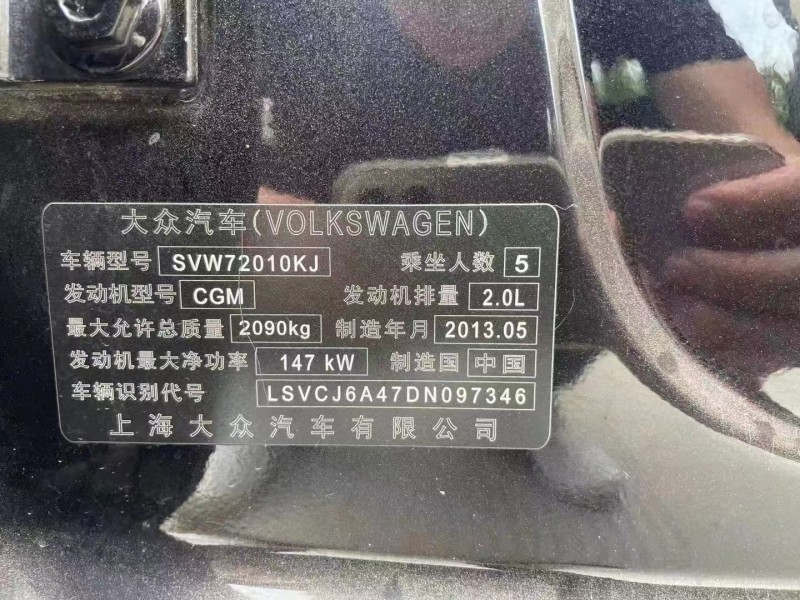 大众汽车(VOLKSWAGEN)
车辆型号 SVW72010KJ 乘坐人数 5
发动机型号 CGM 发动机排量 2.0L
最大允许总质量 2090kg 制造年月 2013.05
发动机最大净功率 147 kW 制造国 中国
车辆识别代号 LSVCJ6A47DN097346
上海大众汽车有限公司